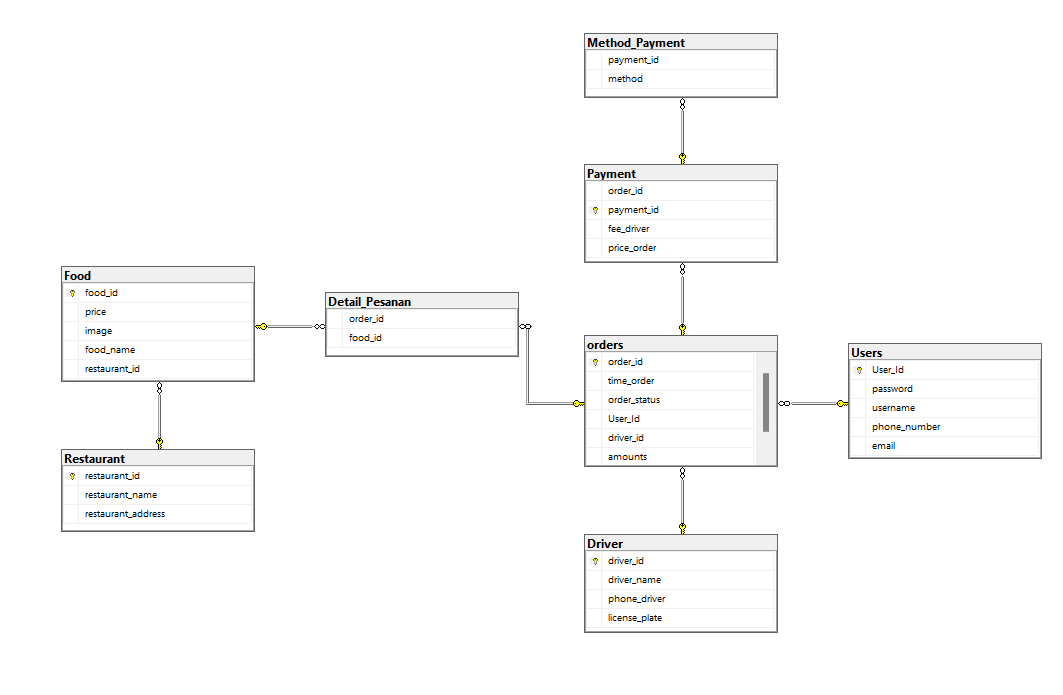 Method_Payment
payment_id
method
Payment
order_id
payment_id
fee_driver
price_order
Food
food_id
price
image
food_name
restaurant_id
Detail_Pesanan
order_id
food_id
orders
order_id
time_order
order_status
User_Id
driver_id
amounts
Users
User_Id
password
username
phone_number
email
Restaurant
restaurant_id
restaurant_name
restaurant_address
Driver
driver_id
driver_name
phone_driver
license_plate